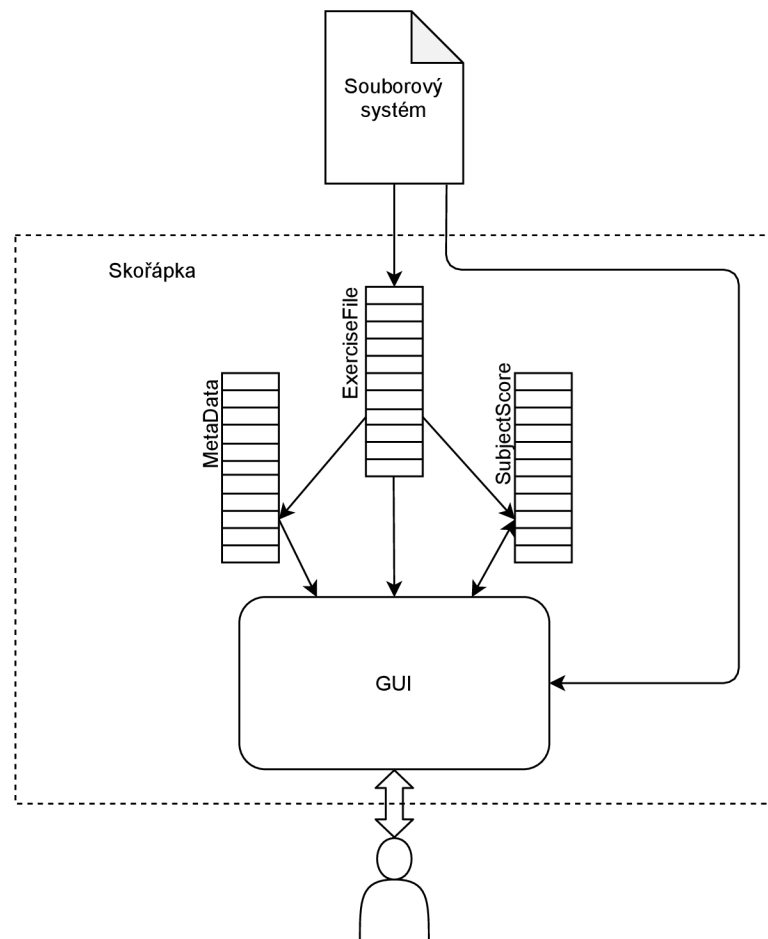 Souborový
systém
Skořápka
ExerciseFile
MetaData
SubjectScore
GUI